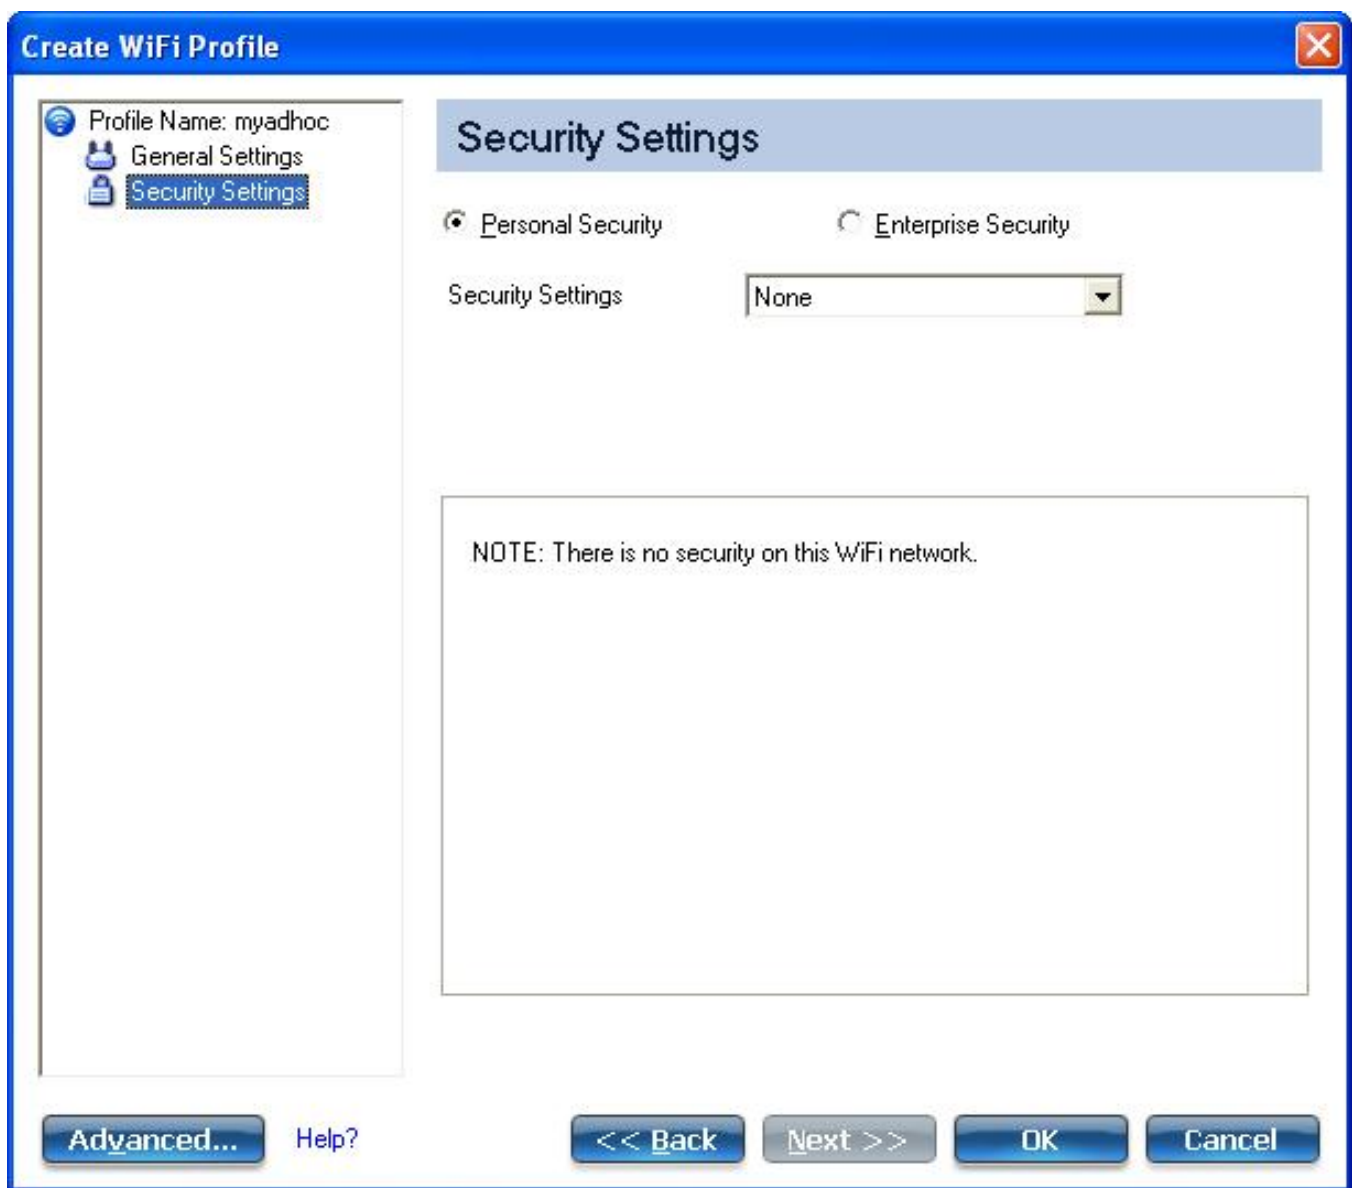 Create WiFi Profile
Profile Name: myadhoc
General Settings
Security Settings
Security Settings
Personal Security
Enterprise Security
Security Settings
None
NOTE: There is no security on this WiFi network.
Advanced...
Help?
<< Back
Next >>
OK
Cancel